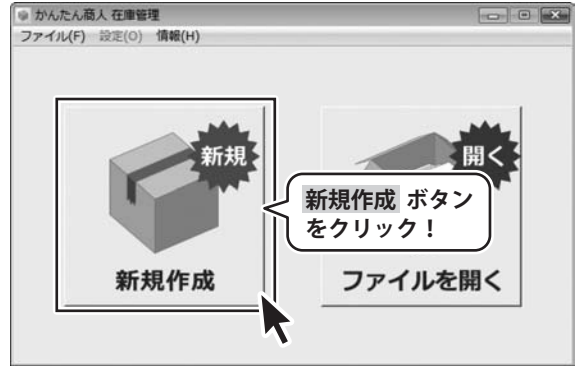 かんたん商人 在庫管理
ファイル(F) 設定(O) 情報(H)
新規
開く
新規作成 ボタン
をクリック！
新規作成
ファイルを開く